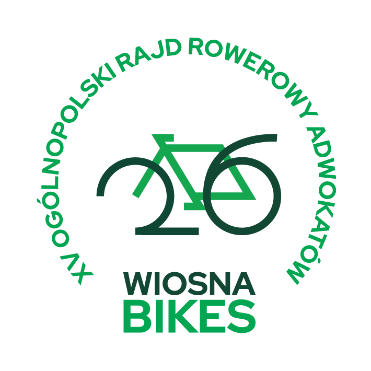 XV OGÓLNOPOLSKI RAJD ROWEROWY ADWOKATÓW
26
WIOSNA
BIKES